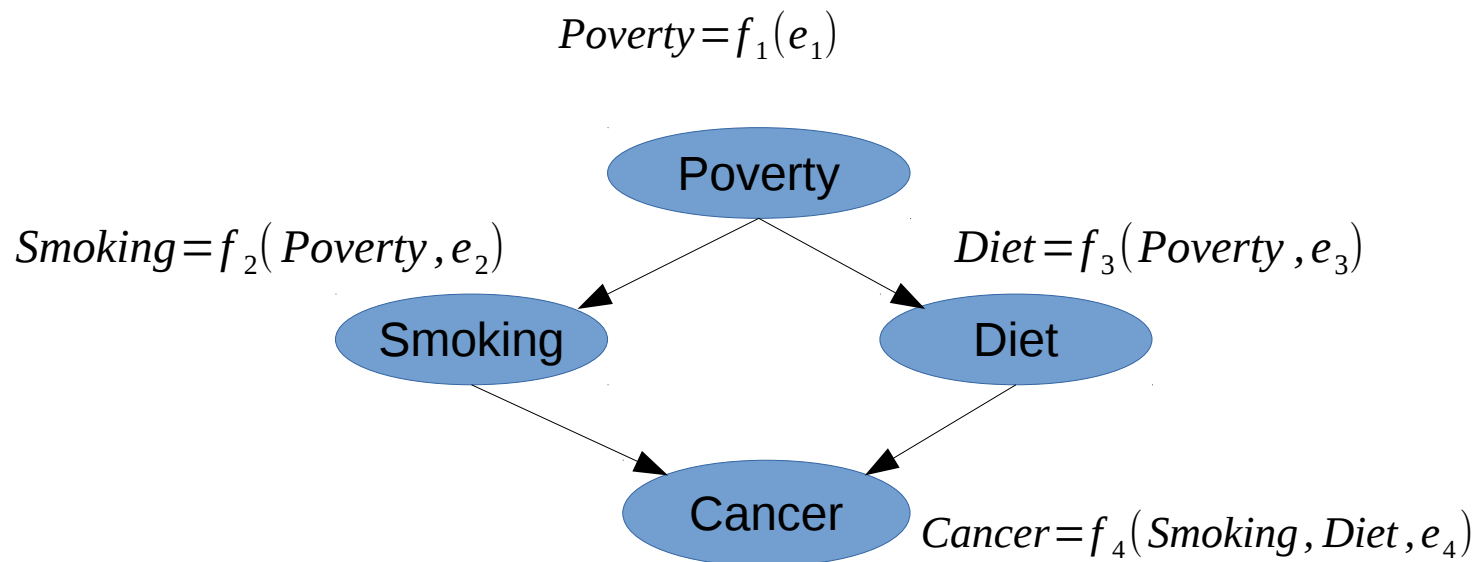 Poverty=f₁(e₁)
Poverty
Smoking=f₂(Poverty,e₂)
Diet=f₃(Poverty,e₃)
Smoking
Diet
Cancer
Cancer=f₄(Smoking,Diet,e₄)